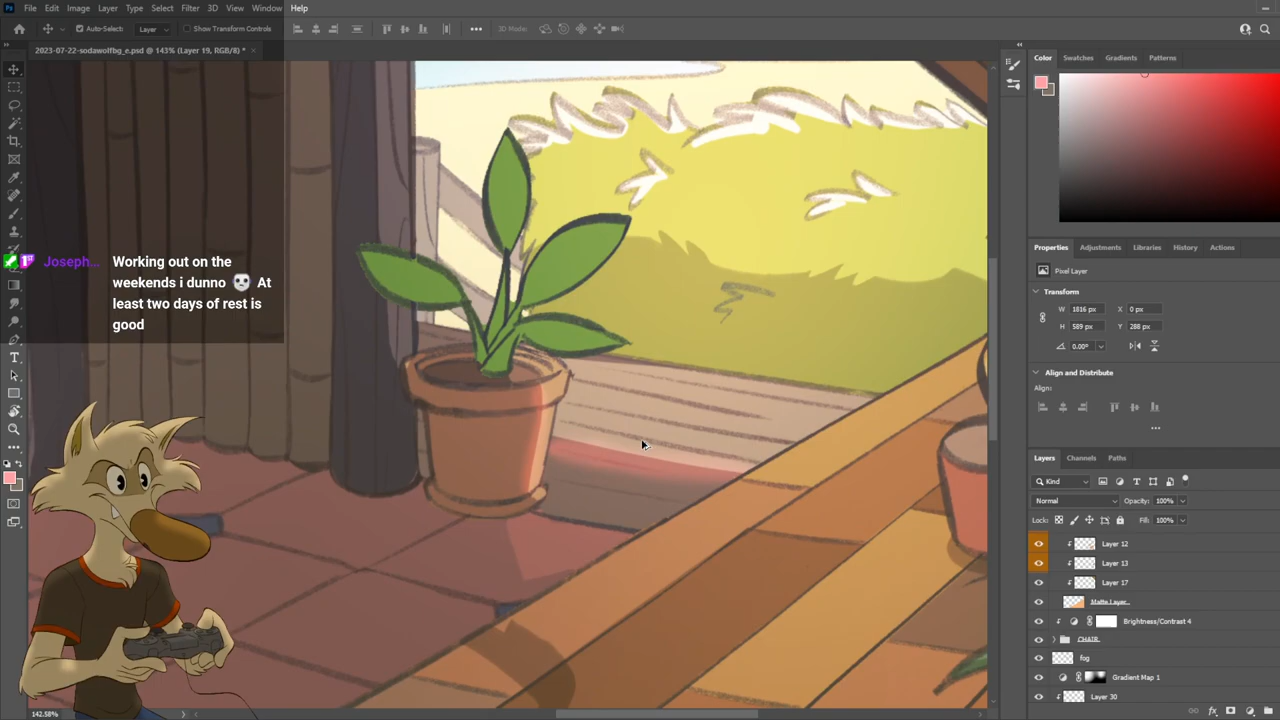 Ps File Edit Image Layer Type Select Filter 3D View Window Help
Auto-Select: Layer Show Transform Controls 3D Mode:
2023-07-22-sodawolfbg_e.psd @ 143% (Layer 19, RGB/8) *
Color Swatches Gradients Patterns
Joseph... Working out on the
weekends i dunno At
least two days of rest is
good
Properties Adjustments Libraries History Actions
Pixel Layer
Transform
W 1816 px X 0 px
H 589 px Y 288 px
0.00°
Align and Distribute
Align:
Layers Channels Paths
Kind
Normal Opacity: 100%
Lock: Fill: 100%
Layer 12
Layer 13
Layer 17
Matte Layer...
Brightness/Contrast 4
CHAIR
fog
Gradient Map 1
Layer 30
142.58%